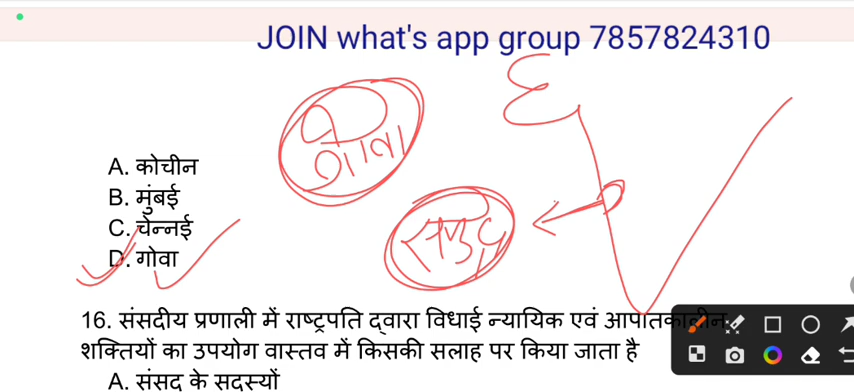 JOIN what's app group 7857824310
गोवा
A. कोचीन
B. मुंबई
C. चेन्नई
D. गोवा
समुद्र
16. संसदीय प्रणाली में राष्ट्रपति द्वारा विधाई न्यायिक एवं आपातकालीन
शक्तियों का उपयोग वास्तव में किसकी सलाह पर किया जाता है
A. संसद के सदस्यों